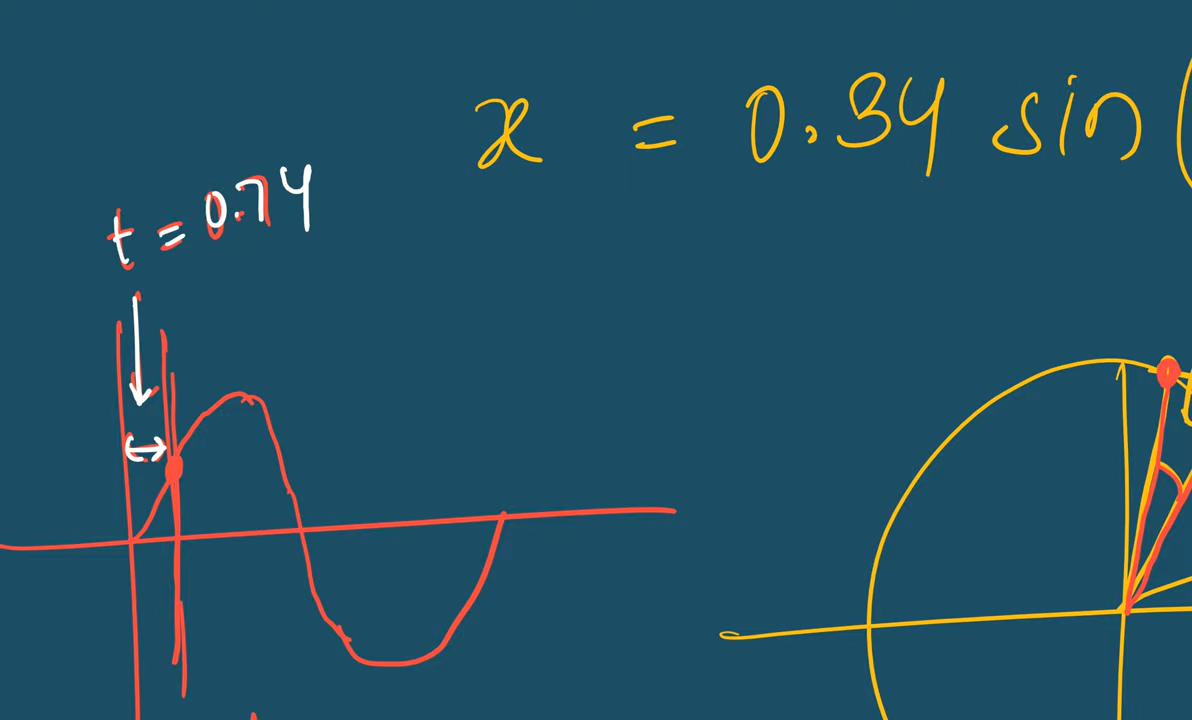 x = 0.34 sin (
t = 0.74